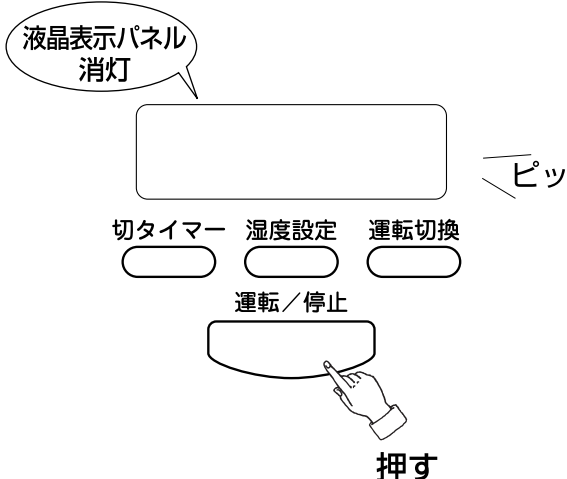 液晶表示パネル
消灯
ピッ
切タイマー 湿度設定 運転切換
運転／停止
押す